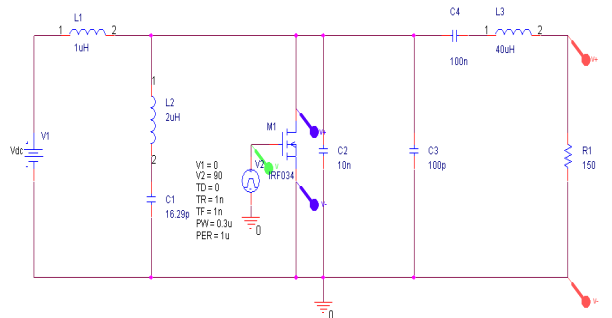 L1
1 2
1uH
C4
100n
L3
1 2
40uH
V+
1
L2
2uH
2
V1
Vdc
C1
16.29p
M1
IRF034
V+
V-
V2
V1 = 0
V2 = 90
TD = 0
TR = 1n
TF = 1n
PW = 0.3u
PER = 1u
0
C2
10n
C3
100p
R1
150
V-
0